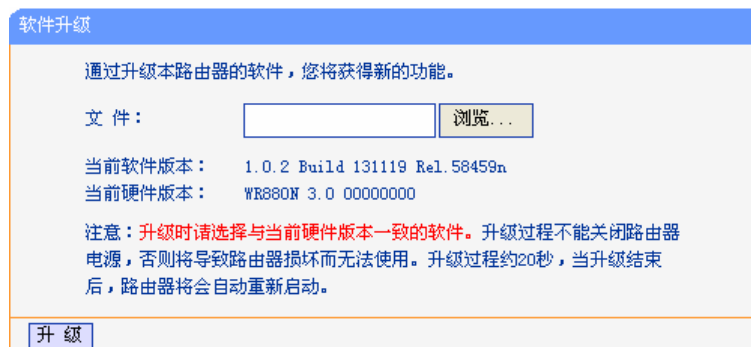 软件升级
通过升级本路由器的软件，您将获得新的功能。
文 件： 浏览...
当前软件版本： 1.0.2 Build 131119 Rel.58459n
当前硬件版本： WR880N 3.0 00000000
注意：升级时请选择与当前硬件版本一致的软件。升级过程不能关闭路由器
电源，否则将导致路由器损坏而无法使用。升级过程约20秒，当升级结束
后，路由器将会自动重新启动。
升 级